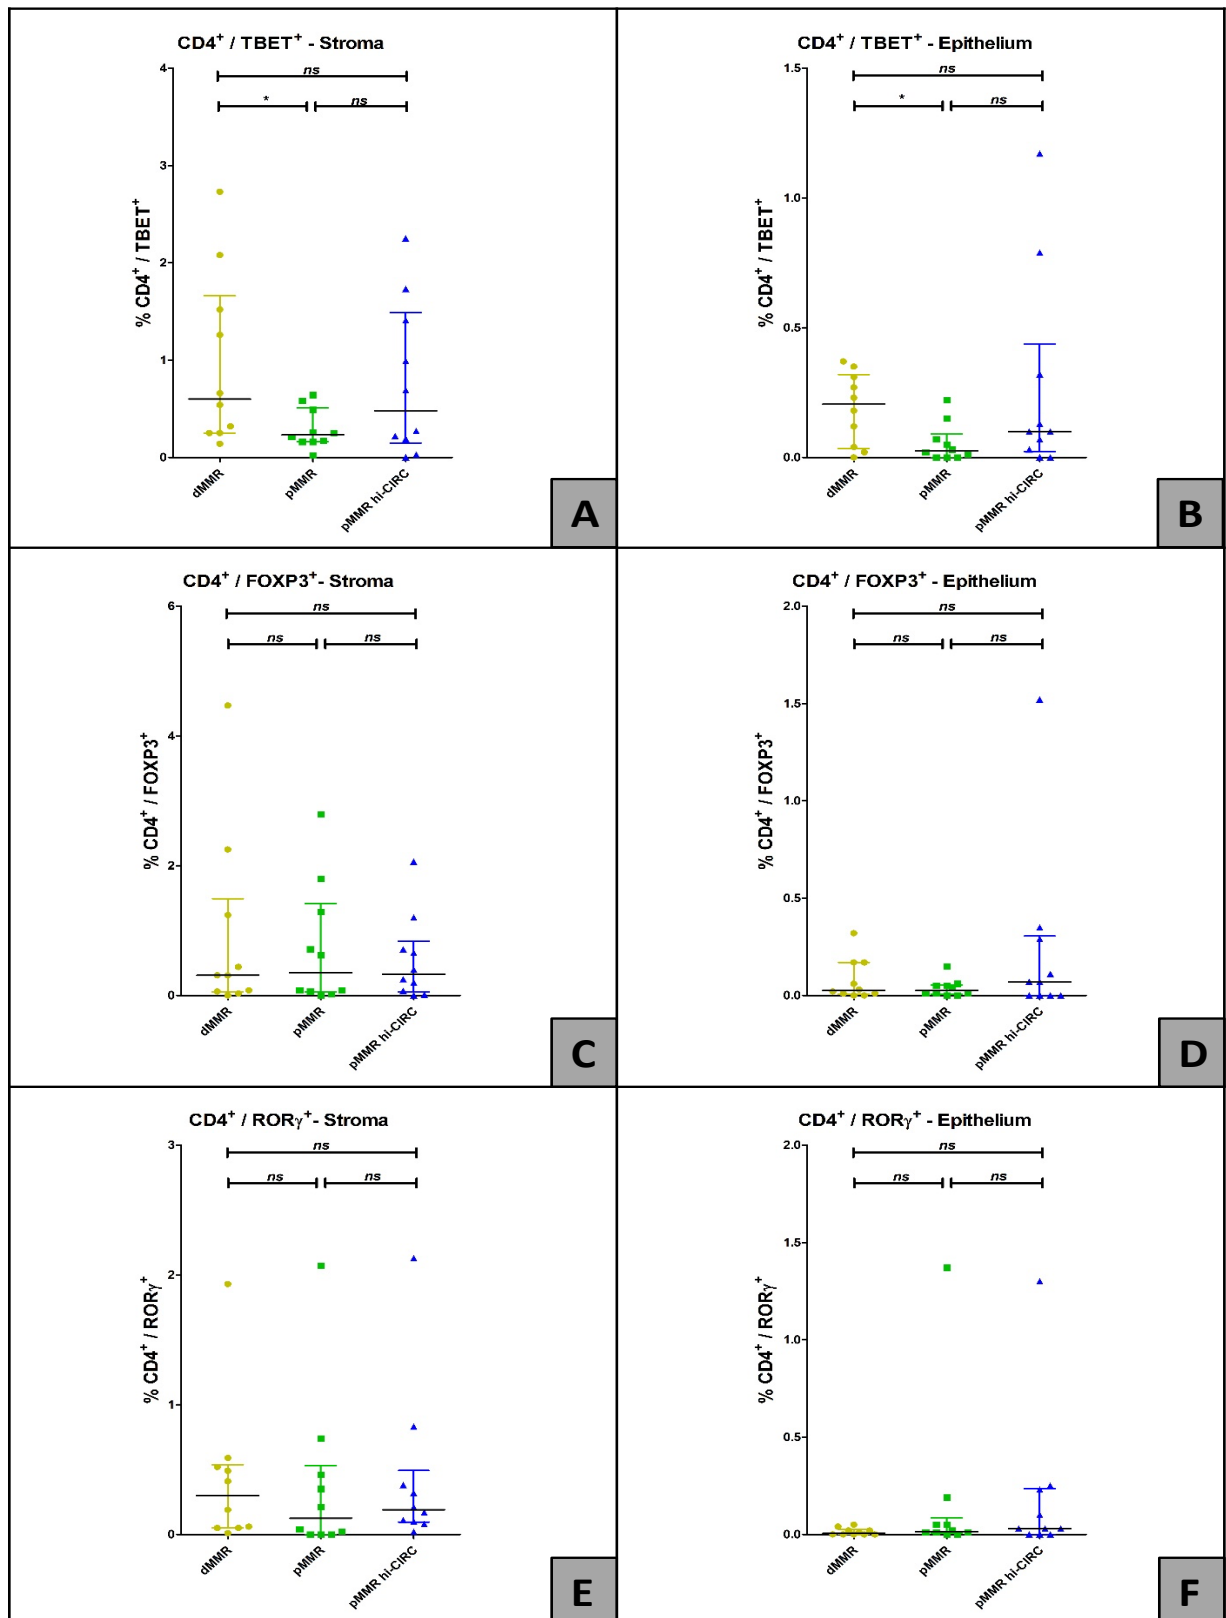 CD4+ / TBET+ - Stroma
4
3
2
1
0
% CD4+ / TBET+
ns
* ns
dMMR
pMMR
pMMR hi-CIRC
A
CD4+ / TBET+ - Epithelium
1.5
1.0
0.5
0.0
% CD4+ / TBET+
ns
* ns
dMMR
pMMR
pMMR hi-CIRC
B
CD4+ / FOXP3+- Stroma
6
4
2
0
% CD4+ / FOXP3+
ns
ns ns
dMMR
pMMR
pMMR hi-CIRC
C
CD4+ / FOXP3+ - Epithelium
2.0
1.5
1.0
0.5
0.0
% CD4+ / FOXP3+
ns
ns ns
dMMR
pMMR
pMMR hi-CIRC
D
CD4+ / RORγ+- Stroma
3
2
1
0
% CD4+ / RORγ+
ns
ns ns
dMMR
pMMR
pMMR hi-CIRC
E
CD4+ / RORγ+ - Epithelium
2.0
1.5
1.0
0.5
0.0
% CD4+ / RORγ+
ns
ns ns
dMMR
pMMR
pMMR hi-CIRC
F